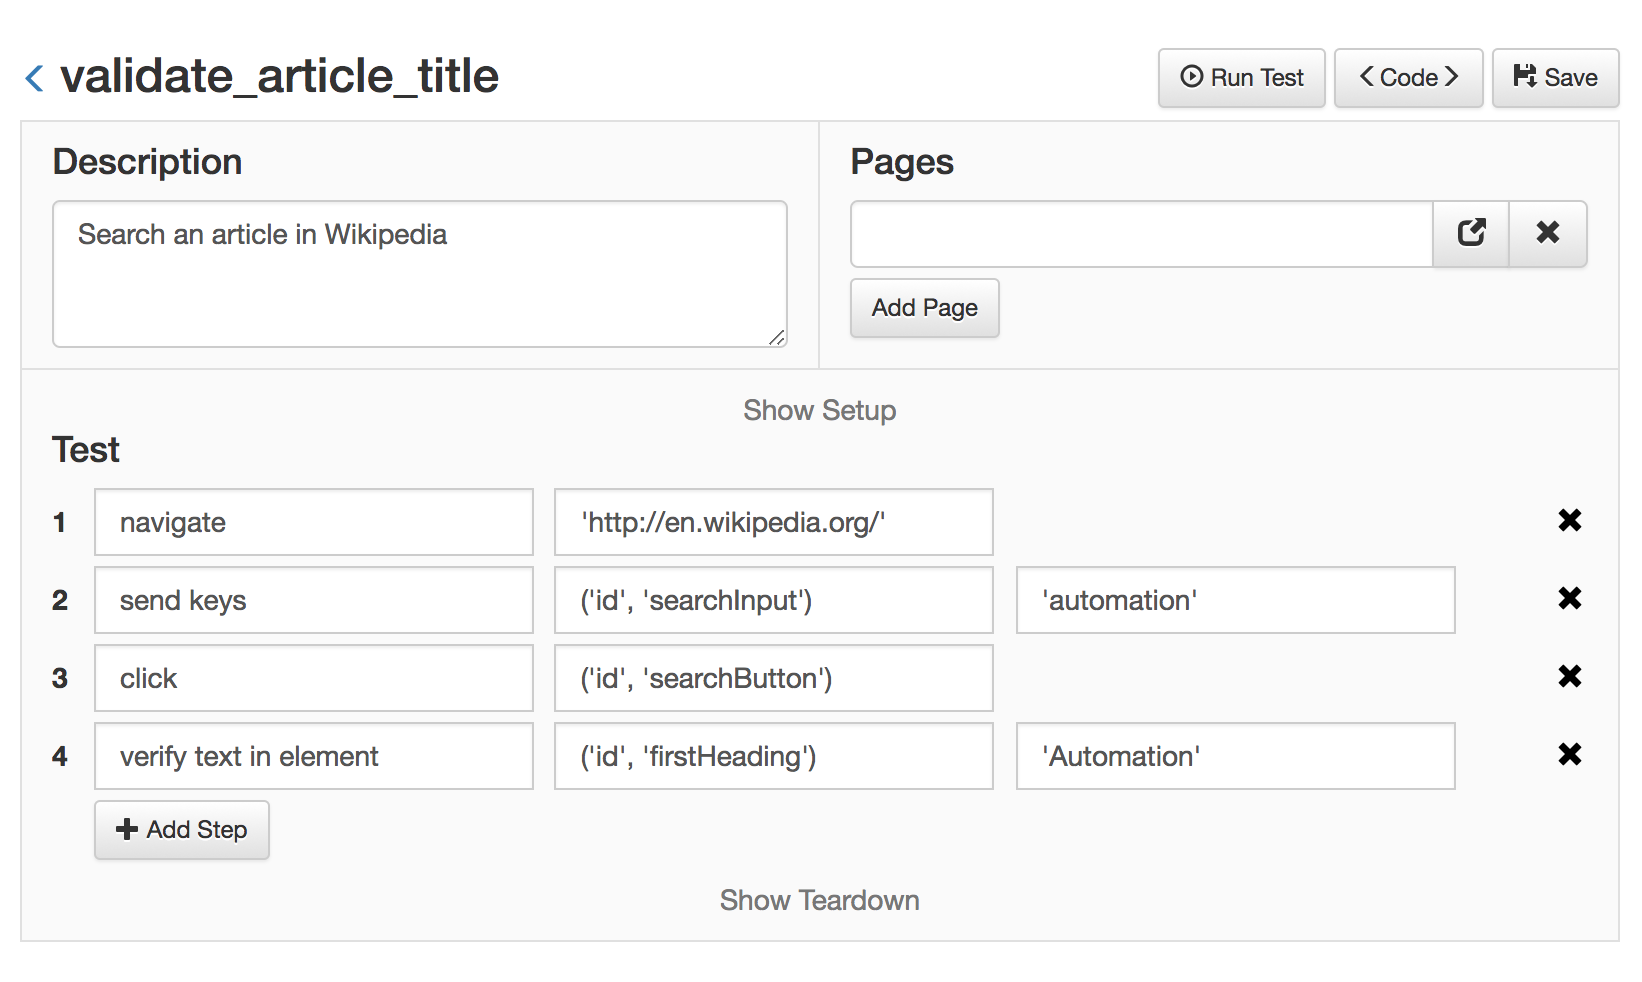 validate_article_title
Run Test
Code
Save
Description
Pages
Search an article in Wikipedia
Add Page
Show Setup
Test
1 navigate 'http://en.wikipedia.org/'
2 send keys ('id', 'searchInput') 'automation'
3 click ('id', 'searchButton')
4 verify text in element ('id', 'firstHeading') 'Automation'
Add Step
Show Teardown